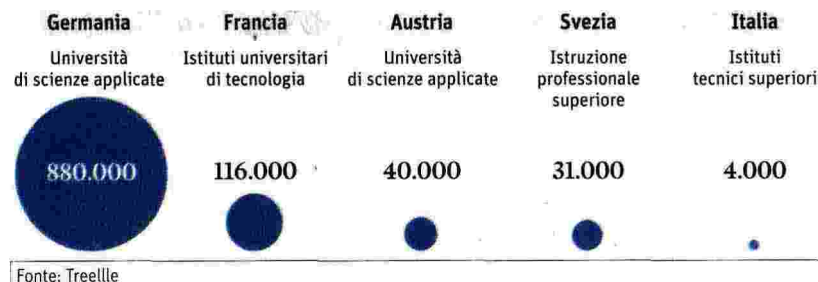 Germania
Università
di scienze applicate
880.000
Francia
Istituti universitari
di tecnologia
116.000
Austria
Università
di scienze applicate
40.000
Svezia
Istruzione
professionale
superiore
31.000
Italia
Istituti
tecnici superiori
4.000
Fonte: Treellle